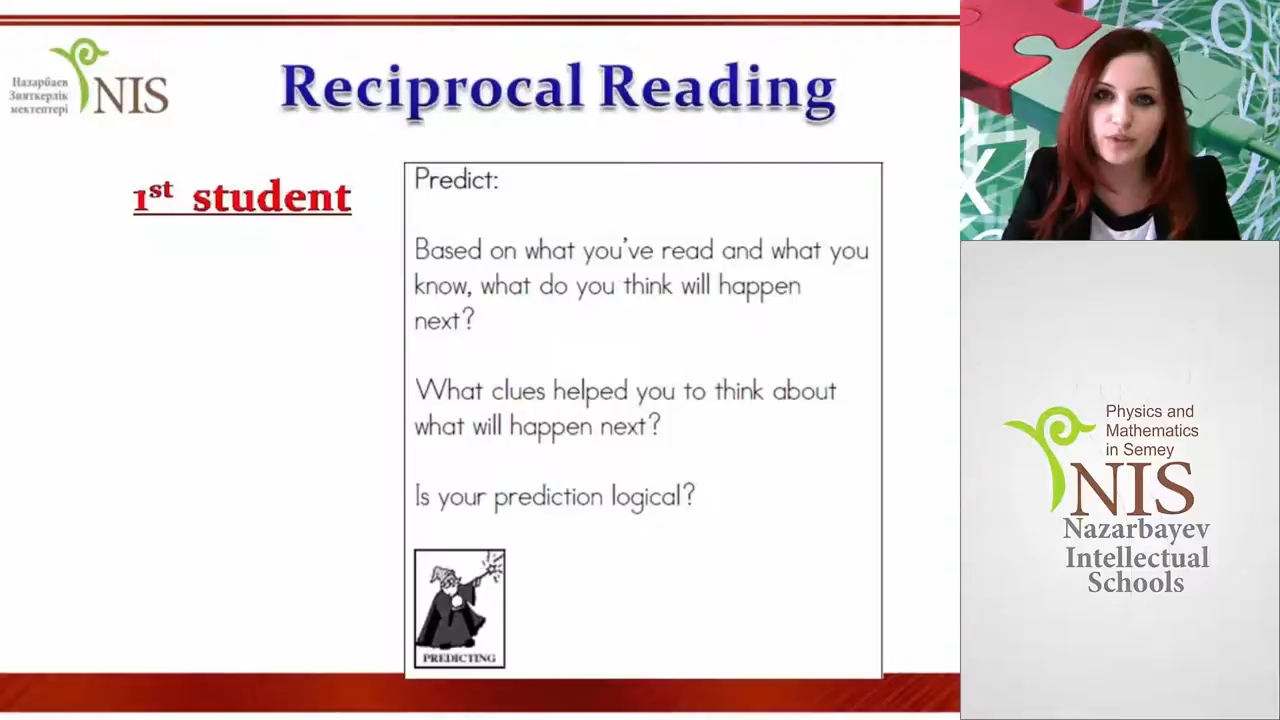 Назарбаев
Зияткерлік
мектептері
NIS
Reciprocal Reading
1st student
Predict:
Based on what you've read and what you
know, what do you think will happen
next?
What clues helped you to think about
what will happen next?
Is your prediction logical?
PREDICTING
Physics and
Mathematics
in Semey
NIS
Nazarbayev
Intellectual
Schools